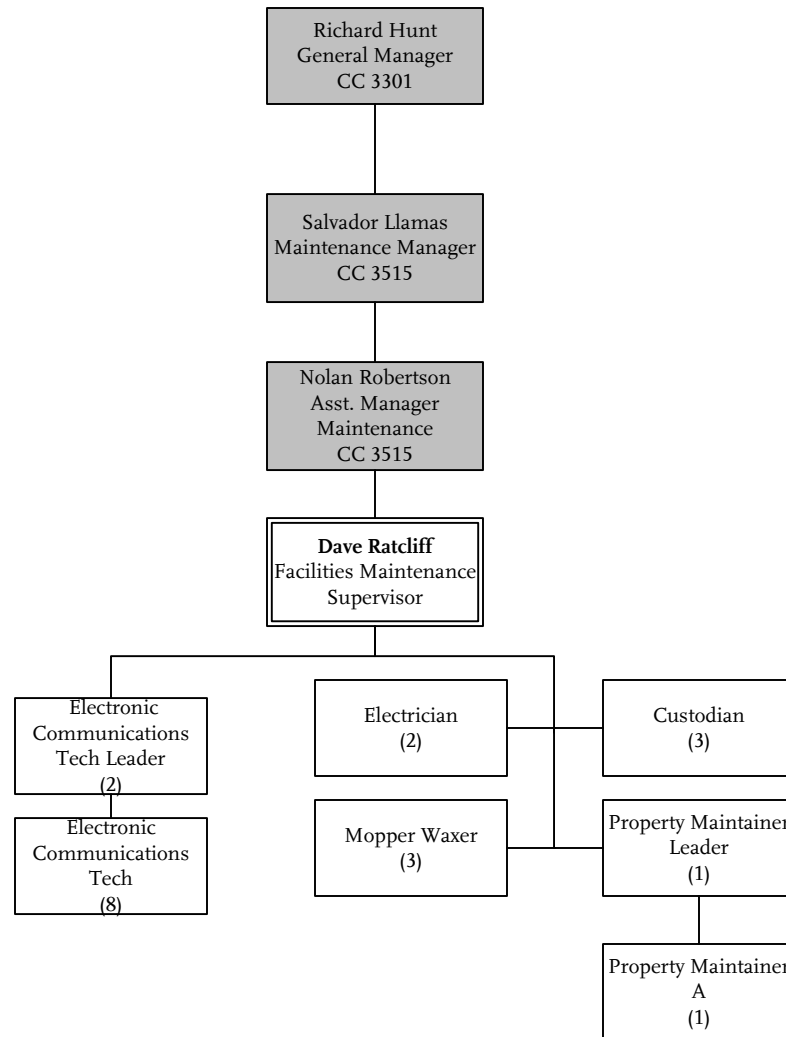 Richard Hunt
General Manager
CC 3301
Salvador Llamas
Maintenance Manager
CC 3515
Nolan Robertson
Asst. Manager
Maintenance
CC 3515
Dave Ratcliff
Facilities Maintenance
Supervisor
Electronic
Communications
Tech Leader
(2)
Electrician
(2)
Custodian
(3)
Electronic
Communications
Tech
(8)
Mopper Waxer
(3)
Property Maintainer
Leader
(1)
Property Maintainer
A
(1)